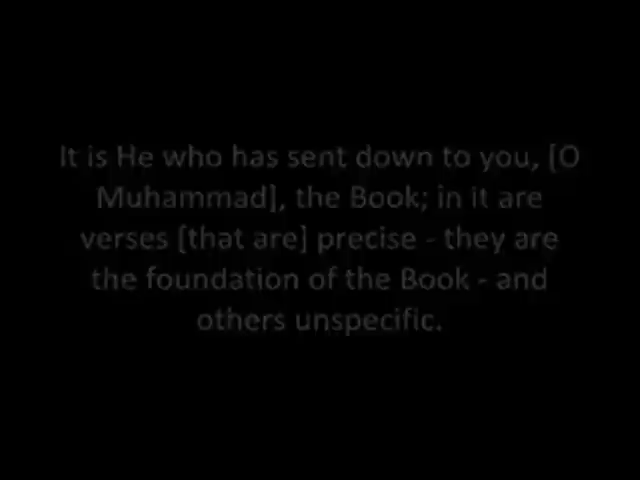 It is He who has sent down to you, [O
Muhammad], the Book; in it are
verses [that are] precise - they are
the foundation of the Book - and
others unspecific.